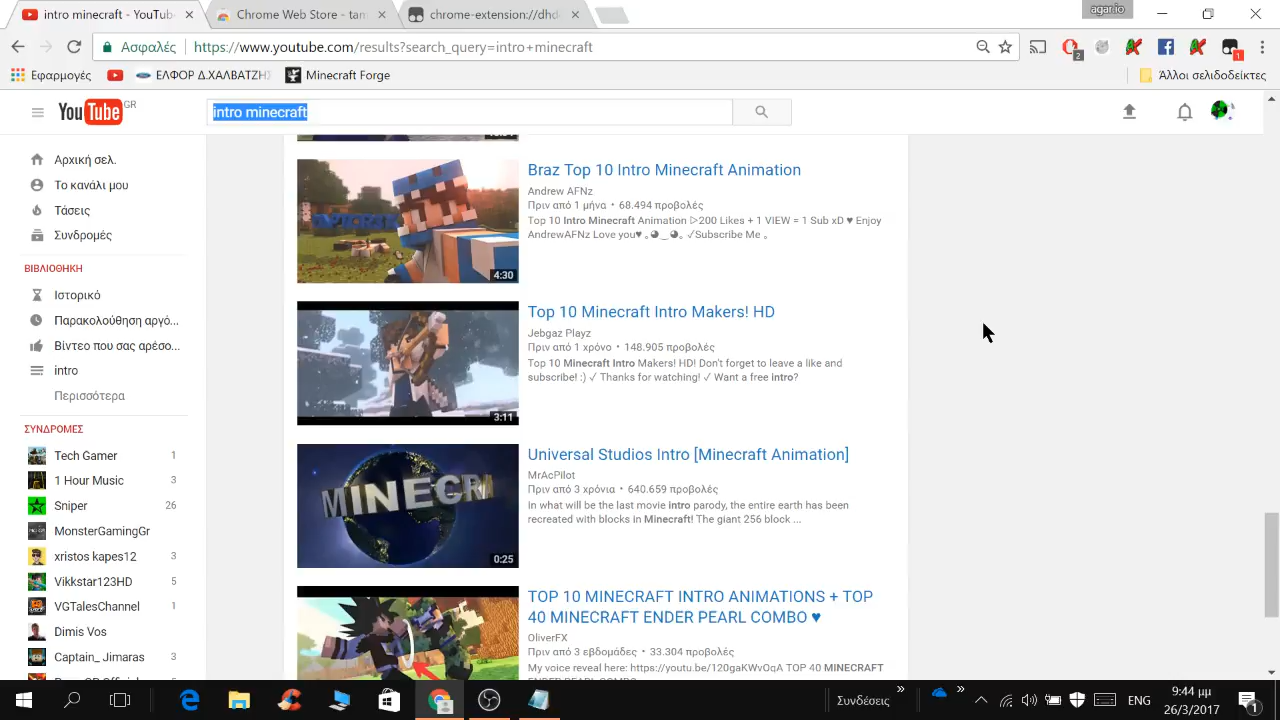 intro minecraft - YouTu
Chrome Web Store - tam
chrome-extension://
agar.io
Ασφαλές
https://www.youtube.com/results?search_query=intro+minecraft
2
1
Εφαρμογές
ΕΛΦΟΡ Δ.ΧΑΛΒΑΤΖΗ
Minecraft Forge
Άλλοι σελιδοδείκτες
YouTube GR
intro minecraft
Αρχική σελ.
Το κανάλι μου
Τάσεις
Συνδρομές
ΒΙΒΛΙΟΘΗΚΗ
Ιστορικό
Παρακολούθηση αργό...
Βίντεο που σας αρέσο...
intro
Περισσότερα
ΣΥΝΔΡΟΜΕΣ
Tech Gamer 1
1 Hour Music 3
Sniper 26
MonsterGamingGr
xristos kapes12 3
Vikkstar123HD 5
VGTalesChannel 1
Dimis Vos
Captain_ Jimaras 3
Braz Top 10 Intro Minecraft Animation
Andrew AFNz
Πριν από 1 μήνα • 68.494 προβολές
Top 10 Intro Minecraft Animation ▷200 Likes + 1 VIEW = 1 Sub xD ♥ Enjoy
AndrewAFNz Love you♥ ｡◕‿◕｡ ✓Subscribe Me 。
4:30
Top 10 Minecraft Intro Makers! HD
Jebgaz Playz
Πριν από 1 χρόνο • 148.905 προβολές
Top 10 Minecraft Intro Makers! HD! Don't forget to leave a like and
subscribe! :) ✓ Thanks for watching! ✓ Want a free intro?
3:11
Universal Studios Intro [Minecraft Animation]
MrAcPilot
Πριν από 3 χρόνια • 640.659 προβολές
In what will be the last movie intro parody, the entire earth has been
recreated with blocks in Minecraft! The giant 256 block ...
MINECR
0:25
TOP 10 MINECRAFT INTRO ANIMATIONS + TOP
40 MINECRAFT ENDER PEARL COMBO ♥
OliverFX
Πριν από 3 εβδομάδες • 33.304 προβολές
My voice reveal here: https://youtu.be/120gaKWvOqA TOP 40 MINECRAFT
Συνδέσεις
ENG
9:44 μμ
26/3/2017
1